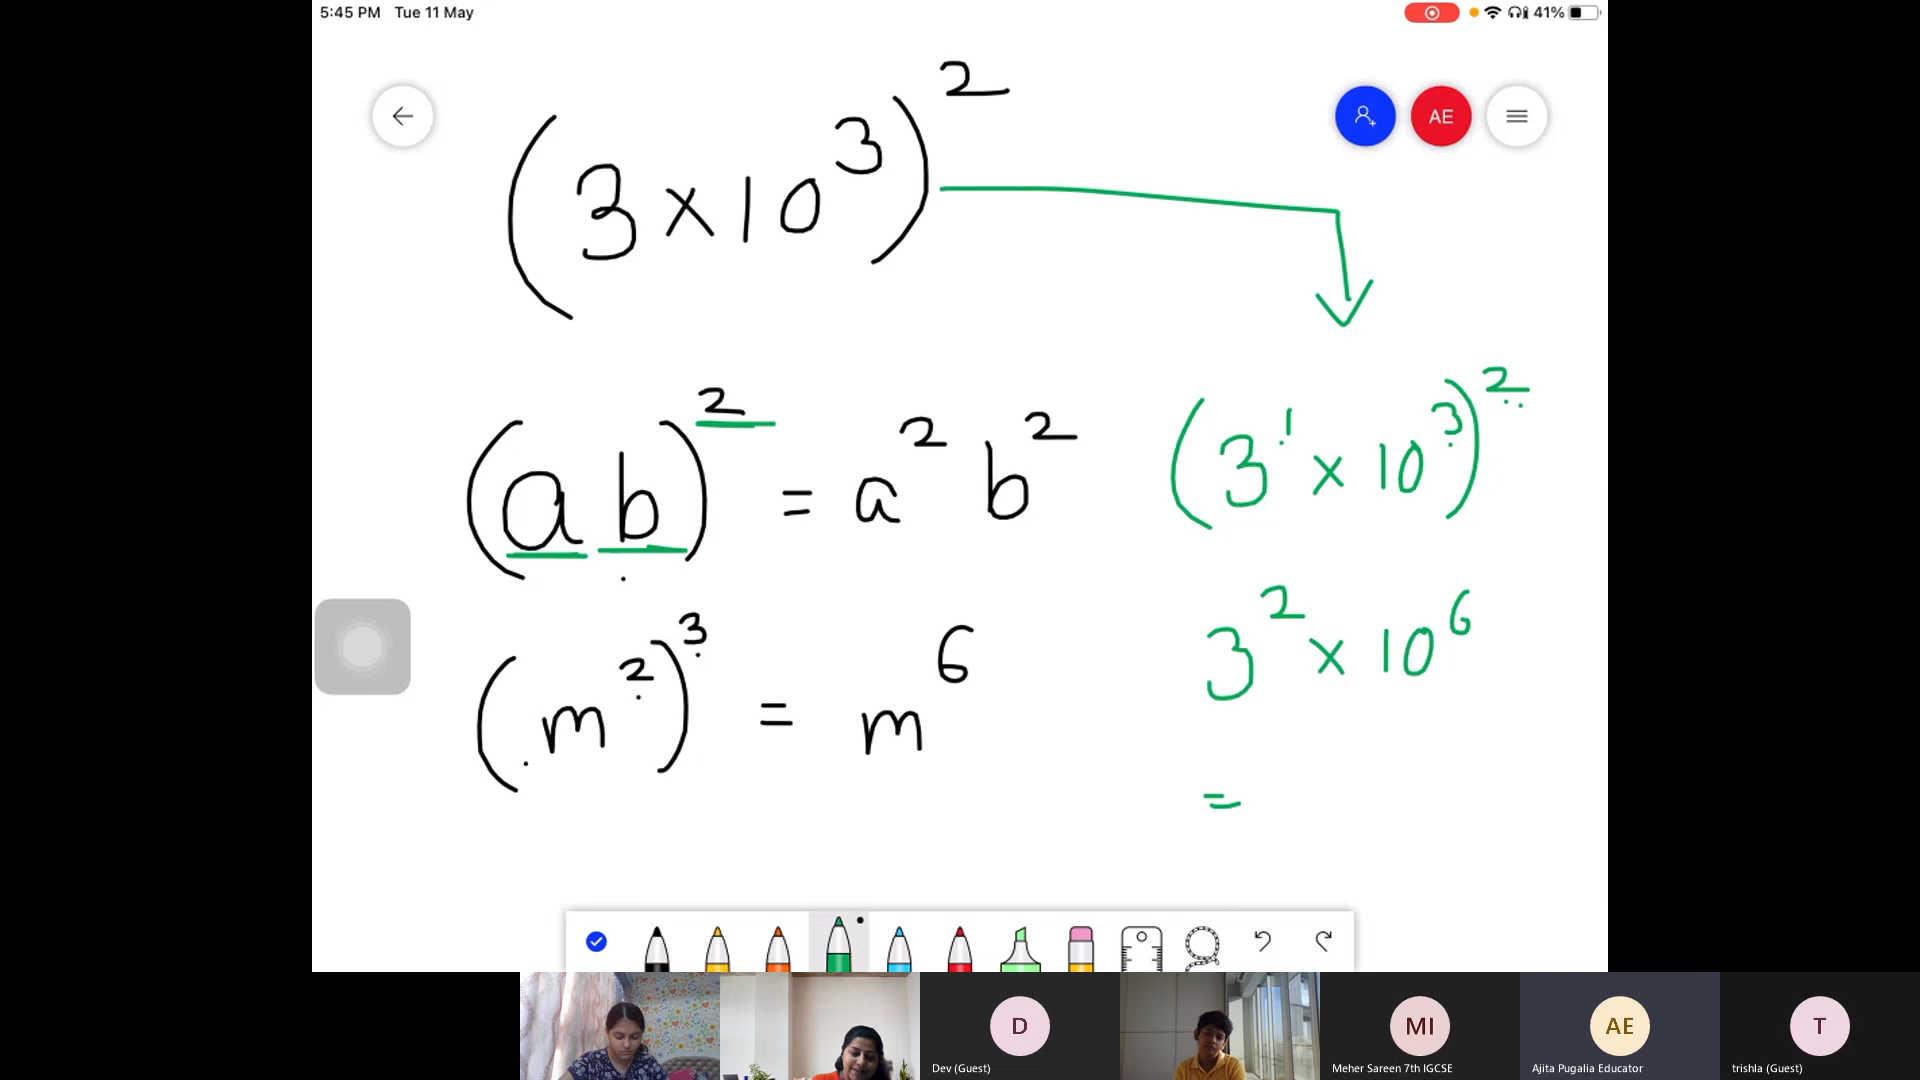 5:45 PM Tue 11 May
41%
(3×10³)²
AE
(ab)² = a² b²
(3¹ × 10³)²
(m²)³ = m⁶
3² × 10⁶
=
D
MI
AE
T
Dev (Guest)
Meher Sareen 7th IGCSE
Ajita Pugalia Educator
trishla (Guest)